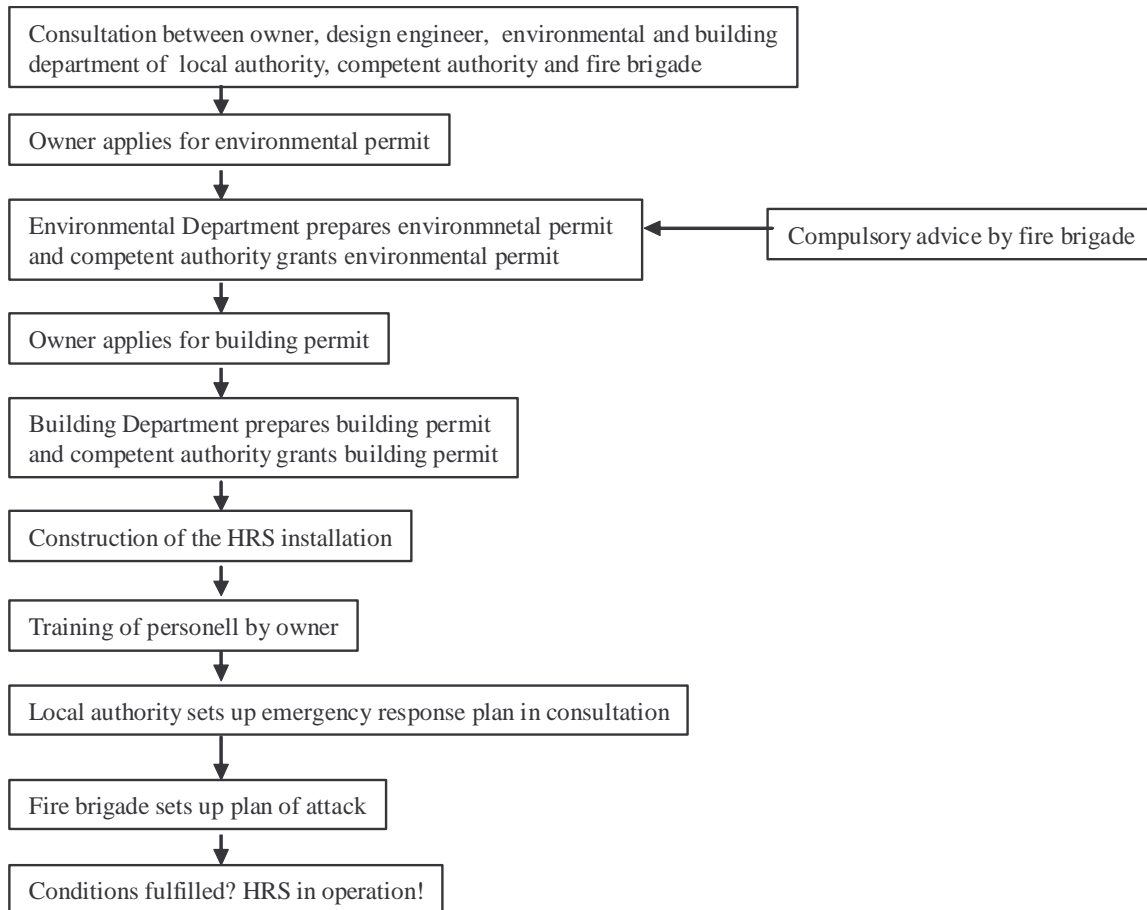 Consultation between owner, design engineer, environmental and building
department of local authority, competent authority and fire brigade
Owner applies for environmental permit
Environmental Department prepares environmnetal permit
and competent authority grants environmental permit
Compulsory advice by fire brigade
Owner applies for building permit
Building Department prepares building permit
and competent authority grants building permit
Construction of the HRS installation
Training of personell by owner
Local authority sets up emergency response plan in consultation
Fire brigade sets up plan of attack
Conditions fulfilled? HRS in operation!